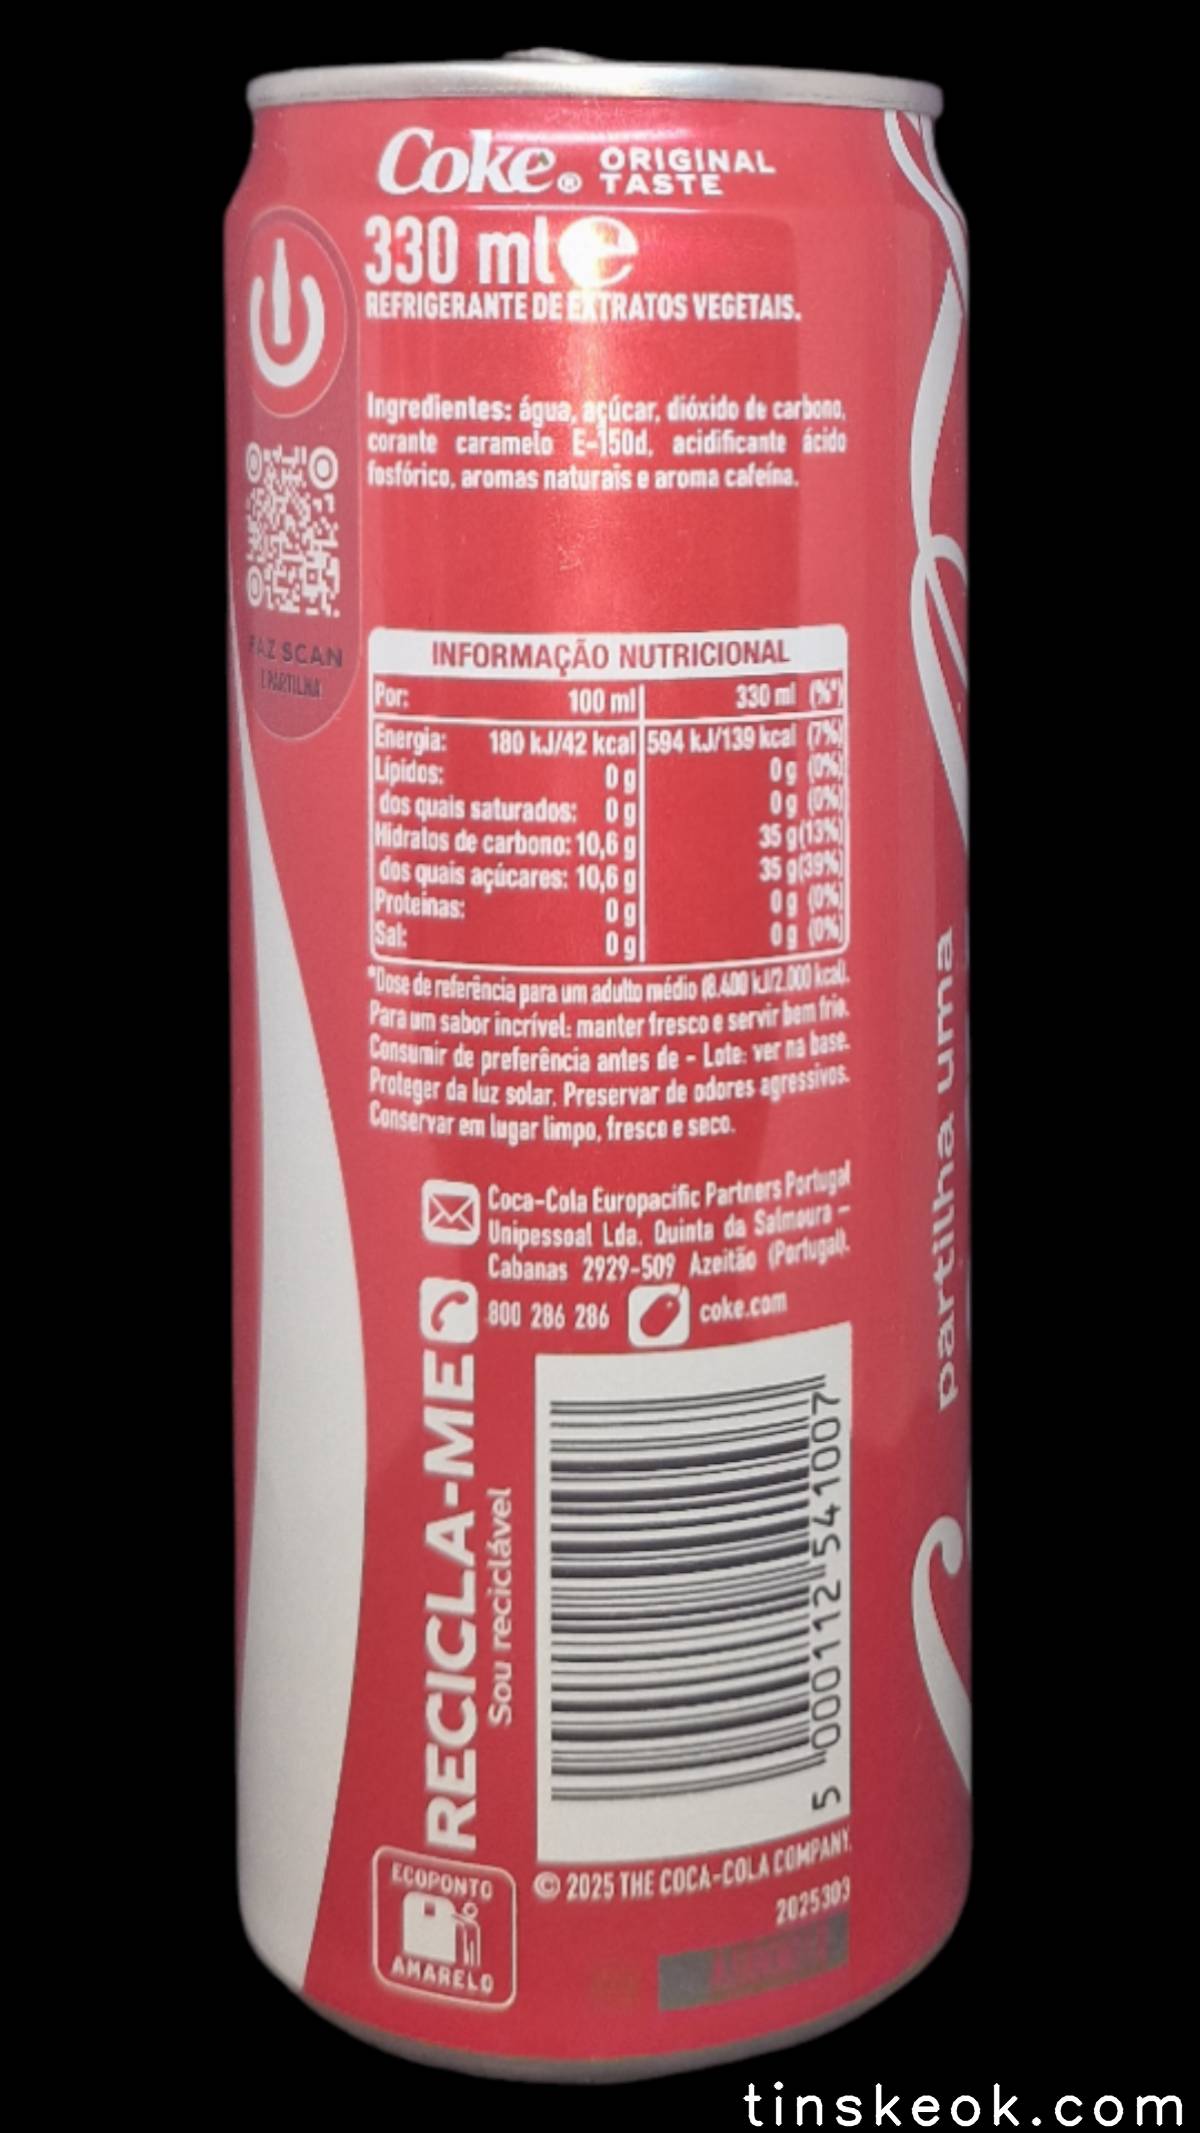 Coke® ORIGINAL TASTE
330 ml e
REFRIGERANTE DE EXTRATOS VEGETAIS.
Ingredientes: água, açúcar, dióxido de carbono,
corante caramelo E-150d, acidificante ácido
fosfórico, aromas naturais e aroma cafeína.
FAZ SCAN
E PARTILHA
INFORMAÇÃO NUTRICIONAL
Por: 100 ml 330 ml (%*)
Energia: 180 kJ/42 kcal 594 kJ/139 kcal (7%)
Lípidos: 0 g 0 g (0%)
dos quais saturados: 0 g 0 g (0%)
Hidratos de carbono: 10,6 g 35 g(13%)
dos quais açúcares: 10,6 g 35 g(39%)
Proteínas: 0 g 0 g (0%)
Sal: 0 g 0 g (0%)
*Dose de referência para um adulto médio (8.400 kJ/2.000 kcal).
Para um sabor incrível: manter fresco e servir bem frio.
Consumir de preferência antes de - Lote: ver na base.
Proteger da luz solar. Preservar de odores agressivos.
Conservar em lugar limpo, fresco e seco.
Coca-Cola Europacific Partners Portugal
Unipessoal Lda. Quinta da Salmoura –
Cabanas 2929-509 Azeitão (Portugal).
800 286 286 coke.com
RECICLA-ME
Sou reciclável
5 000112 541007
ECOPONTO
AMARELO
© 2025 THE COCA-COLA COMPANY.
2025303
partilha uma
tinskeok.com